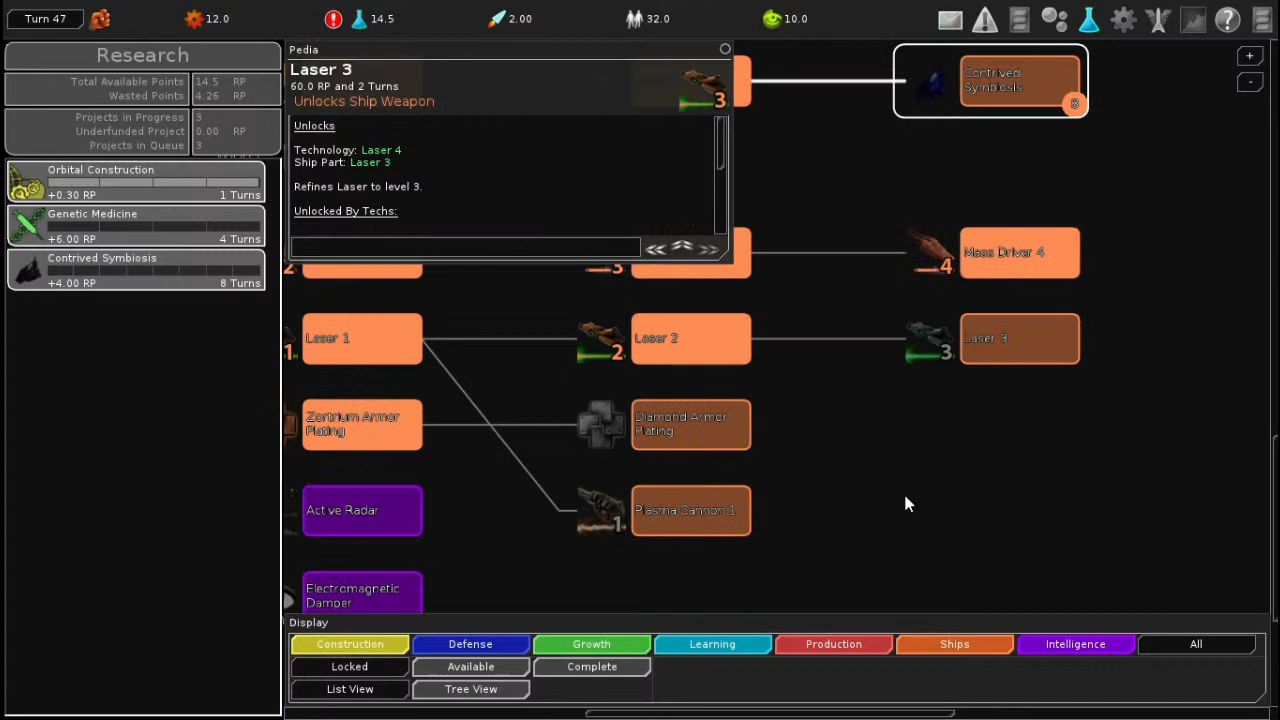 Turn 47
12.0
14.5
2.00
32.0
10.0
Research
Total Available Points 14.5 RP
Wasted Points 4.26 RP
Projects in Progress 3
Underfunded Project 0.00 RP
Projects in Queue 3
Orbital Construction
+0.30 RP 1 Turns
Genetic Medicine
+6.00 RP 4 Turns
Contrived Symbiosis
+4.00 RP 8 Turns
Pedia
Laser 3
60.0 RP and 2 Turns
Unlocks Ship Weapon
3
Unlocks
Technology: Laser 4
Ship Part: Laser 3
Refines Laser to level 3.
Unlocked By Techs:
Contrived
Symbiosis
8
+
-
2
3
4
Mass Driver 4
1
Laser 1
2
Laser 2
3
Laser 3
Zortrium Armor
Plating
Diamond Armor
Plating
Active Radar
1
Plasma Cannon 1
Electromagnetic
Damper
Display
Construction
Defense
Growth
Learning
Production
Ships
Intelligence
All
Locked
Available
Complete
List View
Tree View